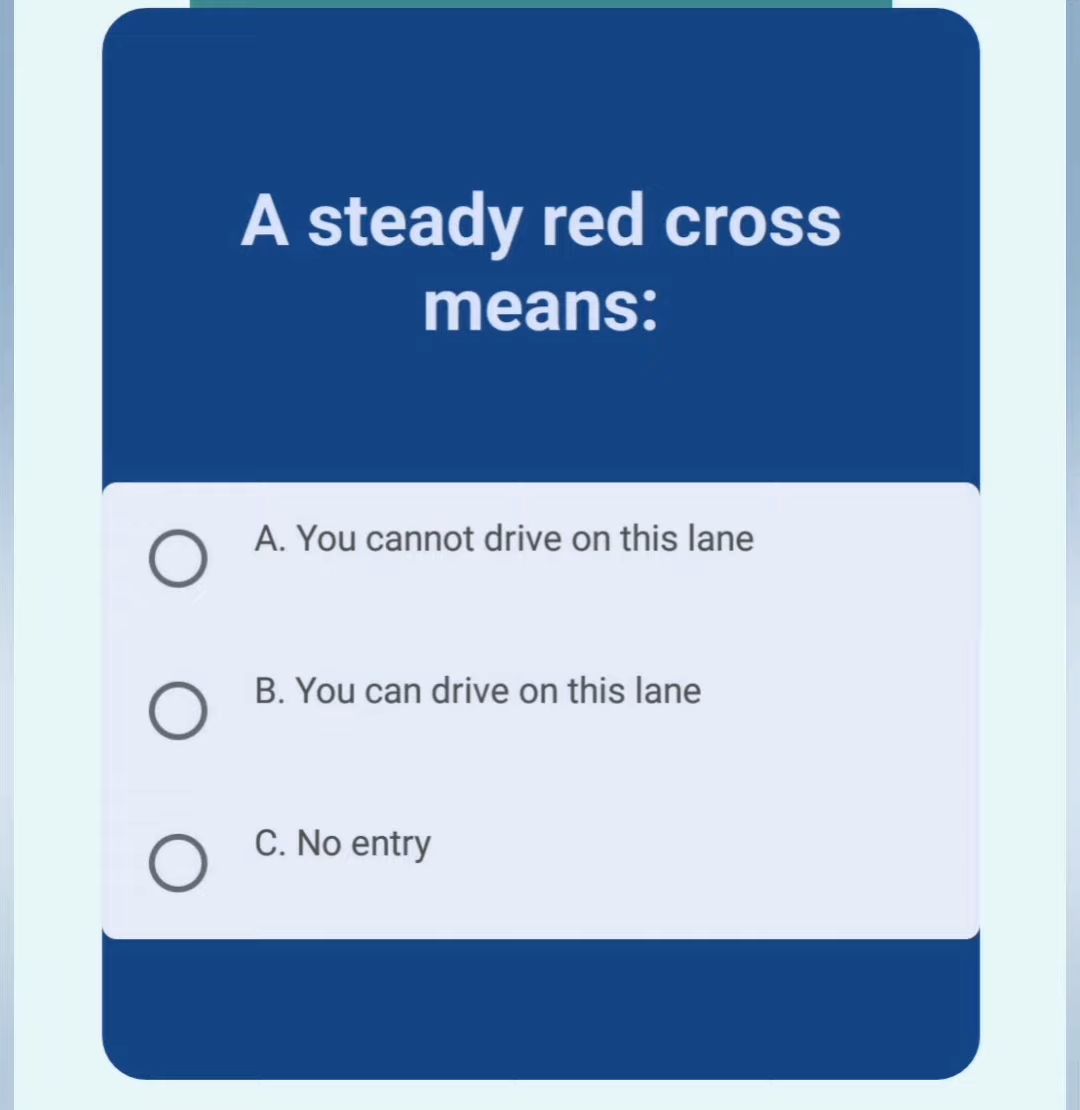 A steady red cross
means:
A. You cannot drive on this lane
B. You can drive on this lane
C. No entry